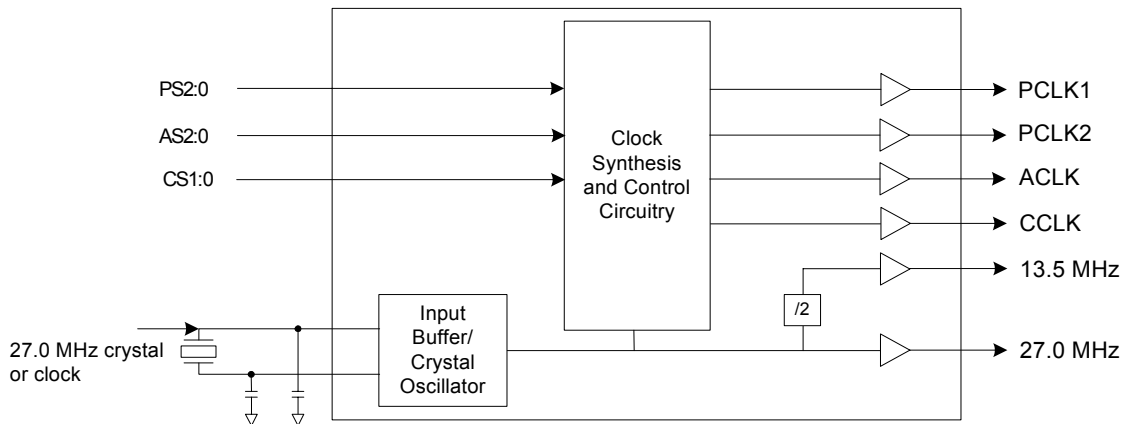 PS2:0
AS2:0
CS1:0
Clock
Synthesis
and Control
Circuitry
PCLK1
PCLK2
ACLK
CCLK
13.5 MHz
/2
27.0 MHz
Input
Buffer/
Crystal
Oscillator
27.0 MHz crystal
or clock